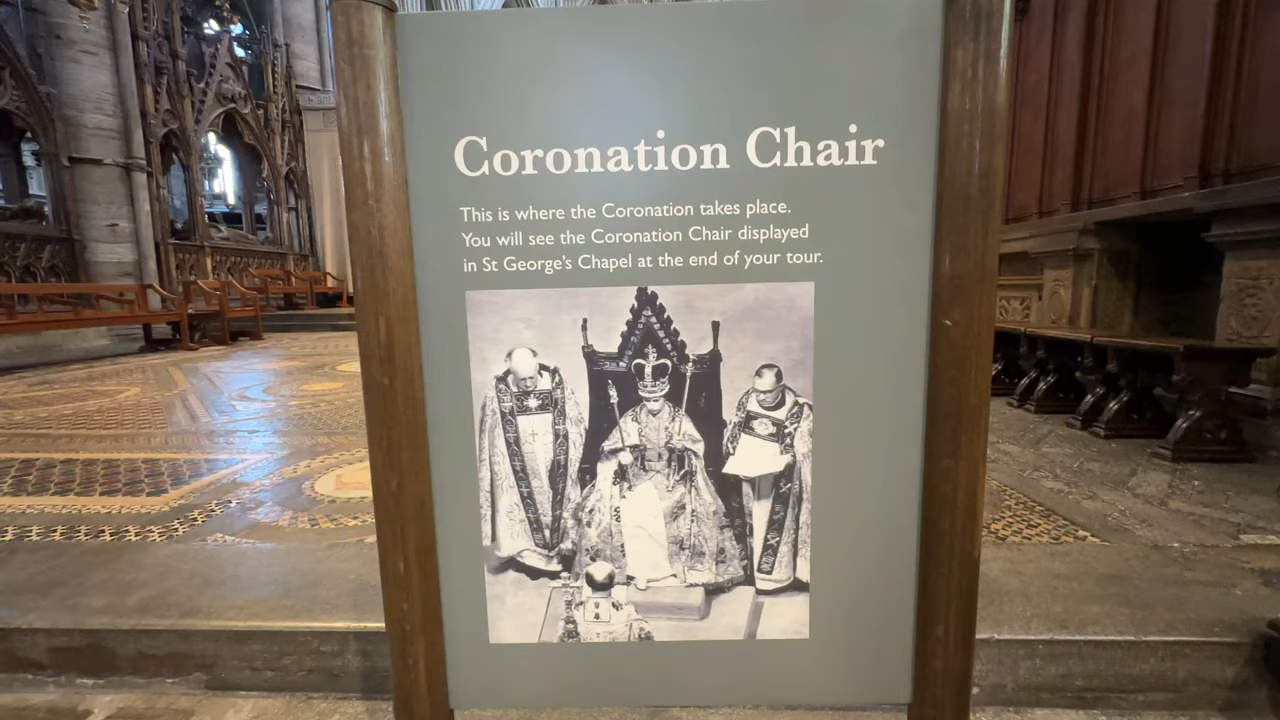 Coronation Chair
This is where the Coronation takes place.
You will see the Coronation Chair displayed
in St George's Chapel at the end of your tour.